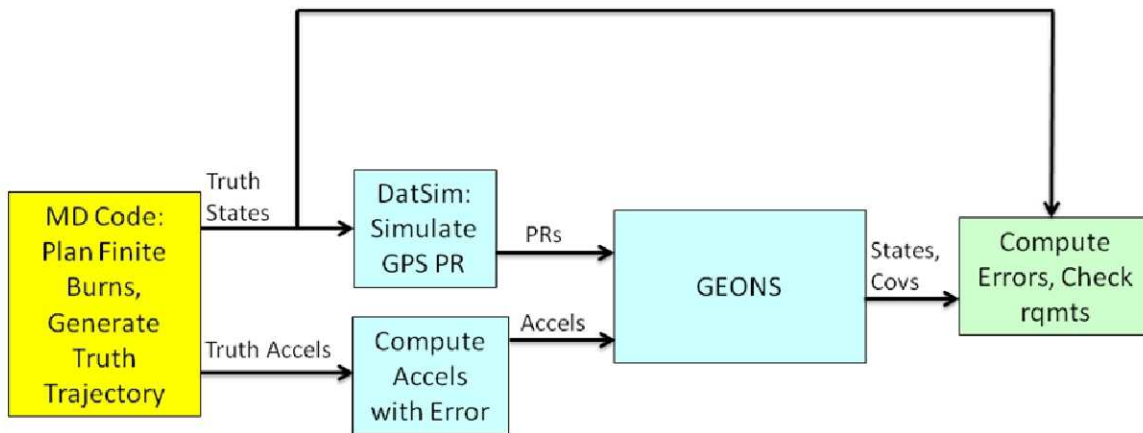 MD Code:
Plan Finite
Burns,
Generate
Truth
Trajectory
Truth
States
Truth Accels
DatSim:
Simulate
GPS PR
Compute
Accels
with Error
PRs
Accels
GEONS
States,
Covs
Compute
Errors, Check
rqmts